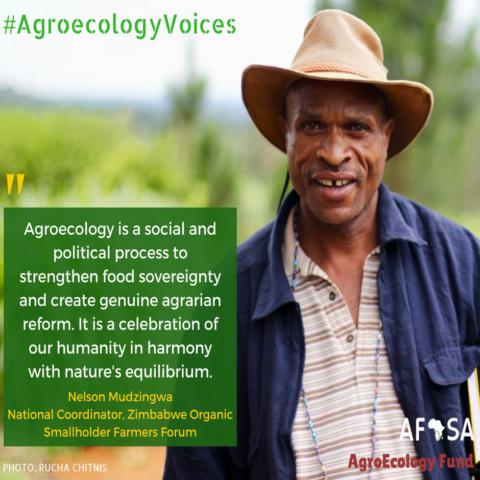 #AgroecologyVoices
"
Agroecology is a social and
political process to
strengthen food sovereignty
and create genuine agrarian
reform. It is a celebration of
our humanity in harmony
with nature's equilibrium.
Nelson Mudzingwa
National Coordinator, Zimbabwe Organic
Smallholder Farmers Forum
AFSA
AgroEcology Fund
PHOTO: RUCHA CHITNIS